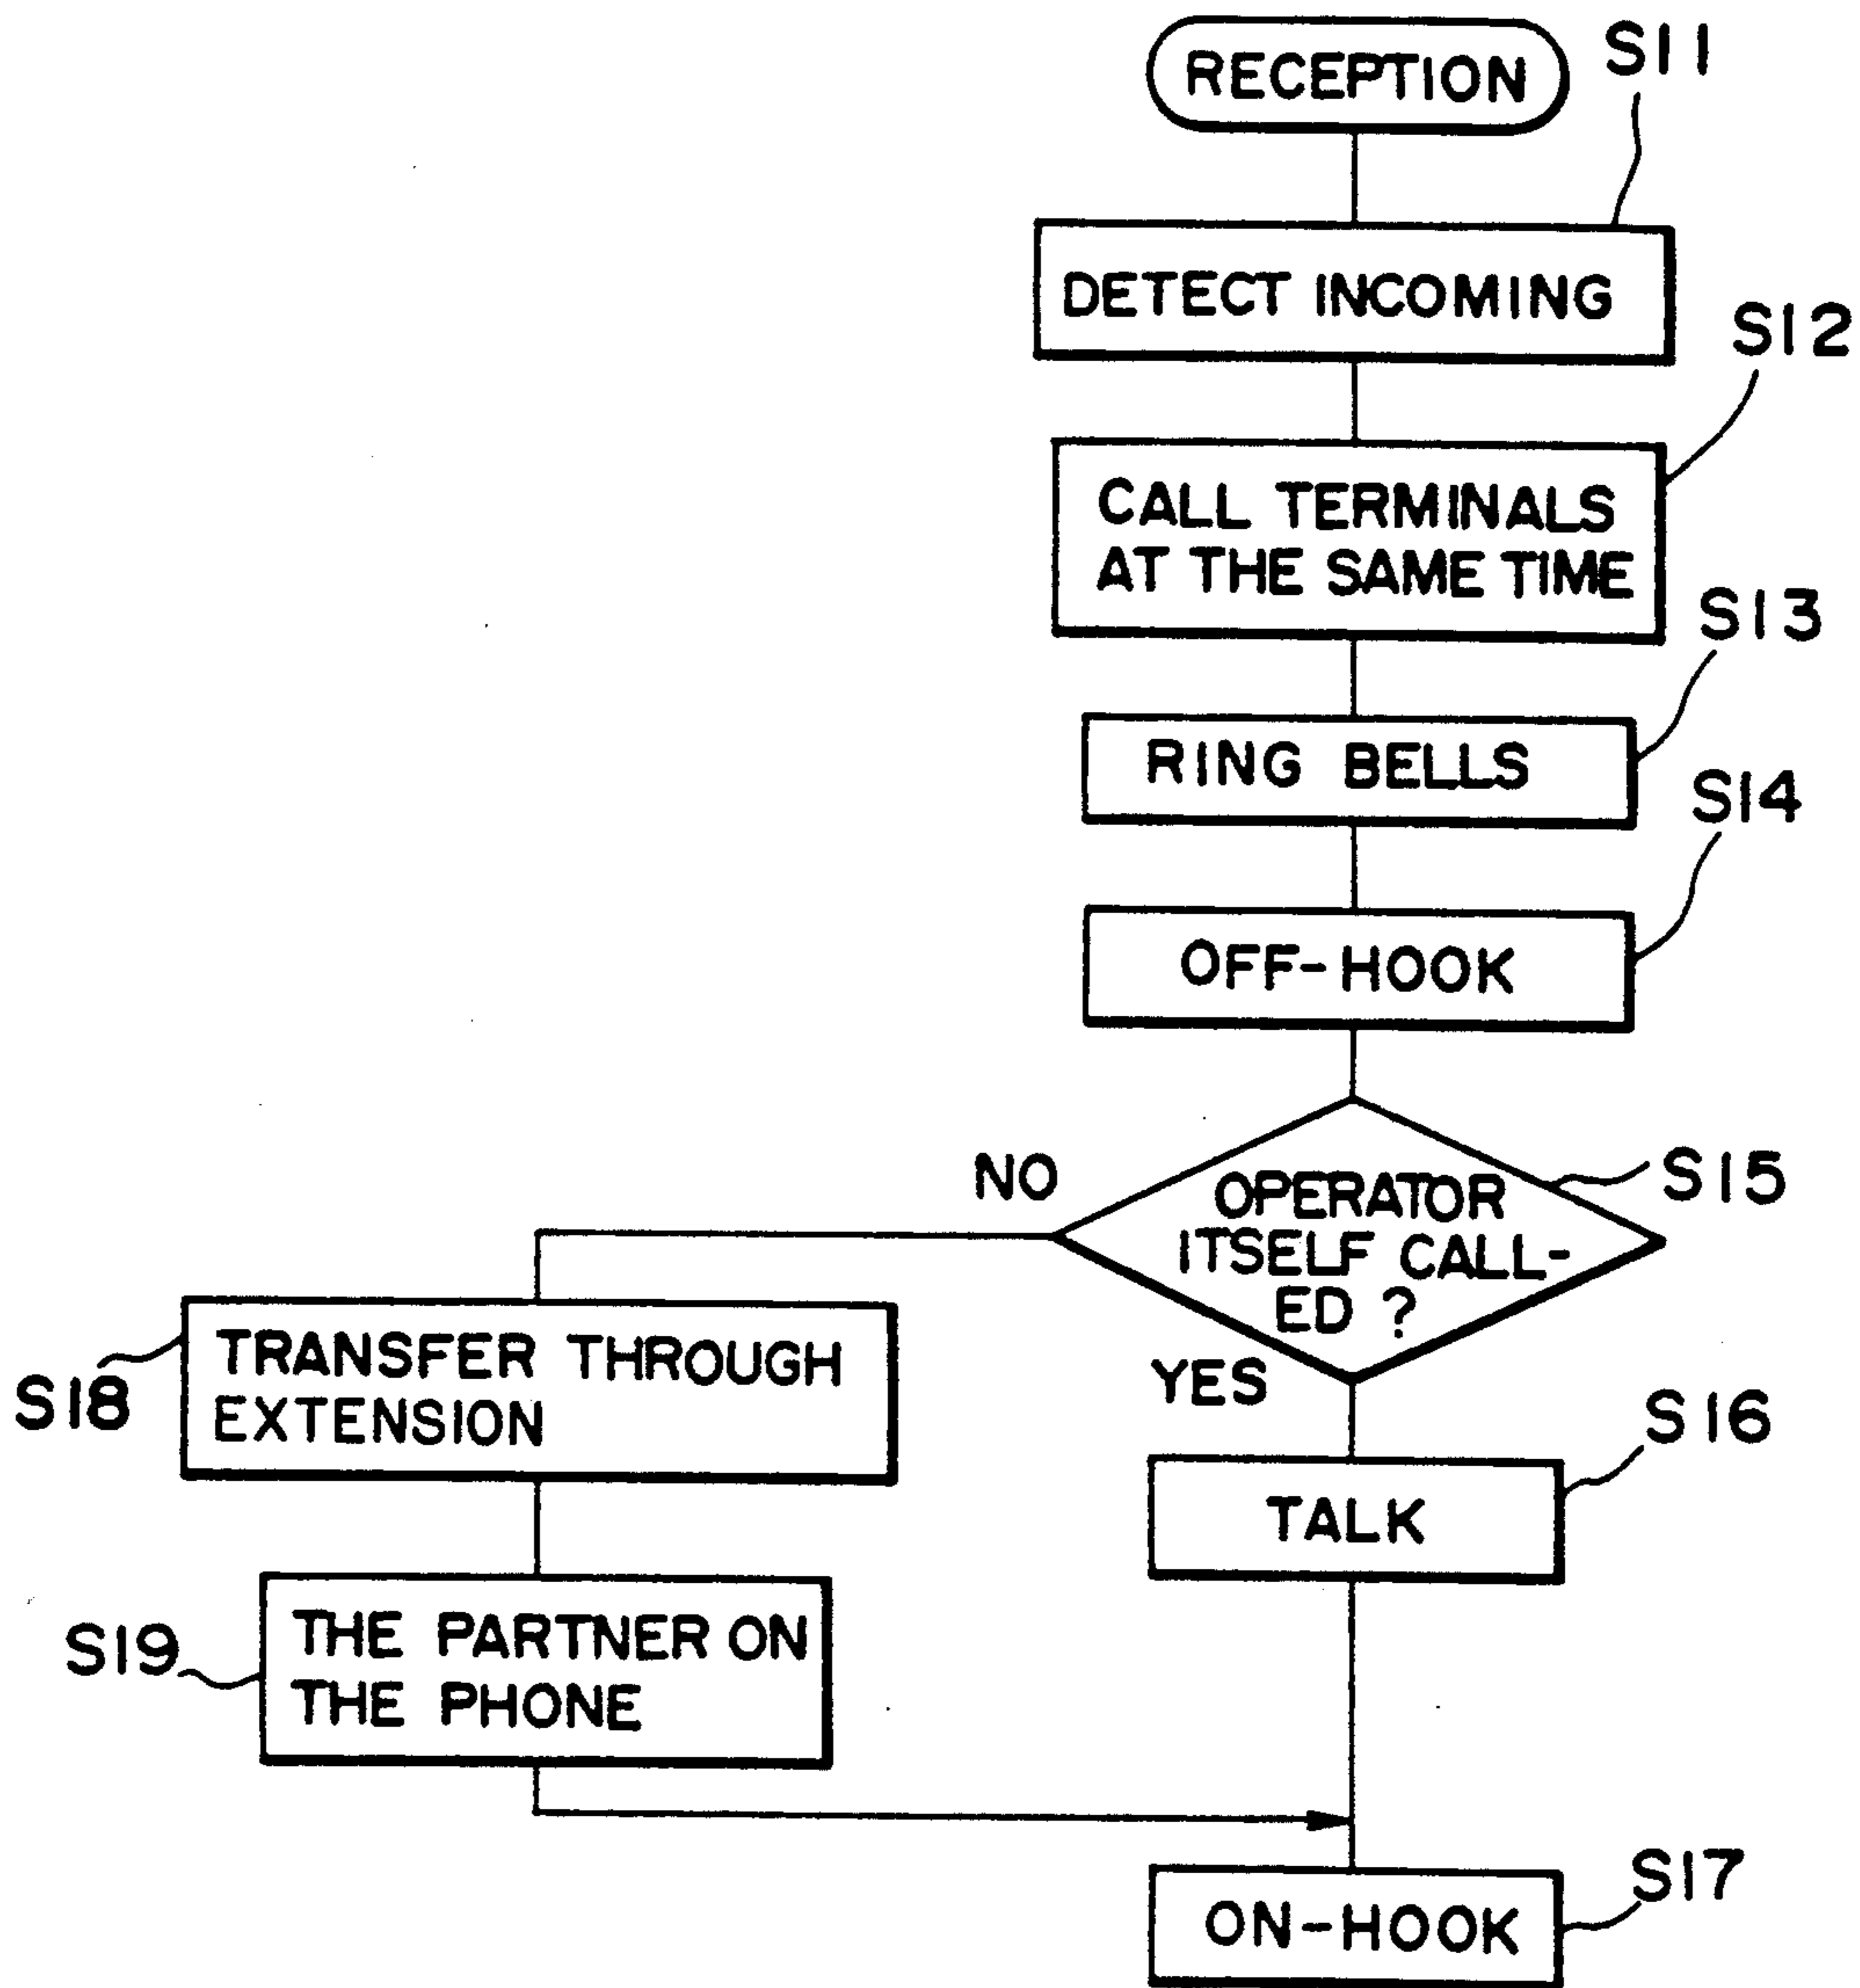 RECEPTION
S11
DETECT INCOMING
S12
CALL TERMINALS
AT THE SAME TIME
S13
RING BELLS
S14
OFF-HOOK
NO
S15
OPERATOR
ITSELF CALL-
ED ?
YES
S18
TRANSFER THROUGH
EXTENSION
S16
TALK
S19
THE PARTNER ON
THE PHONE
S17
ON-HOOK